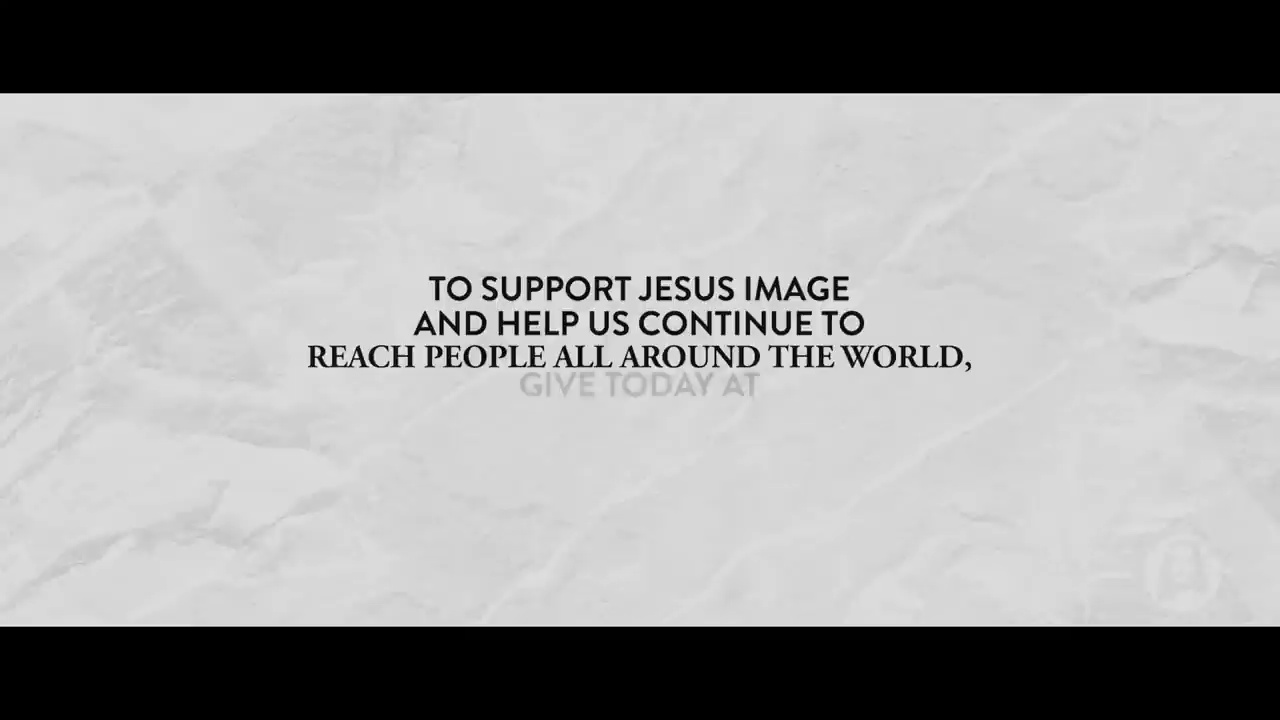 TO SUPPORT JESUS IMAGE
AND HELP US CONTINUE TO
REACH PEOPLE ALL AROUND THE WORLD,
GIVE TODAY AT